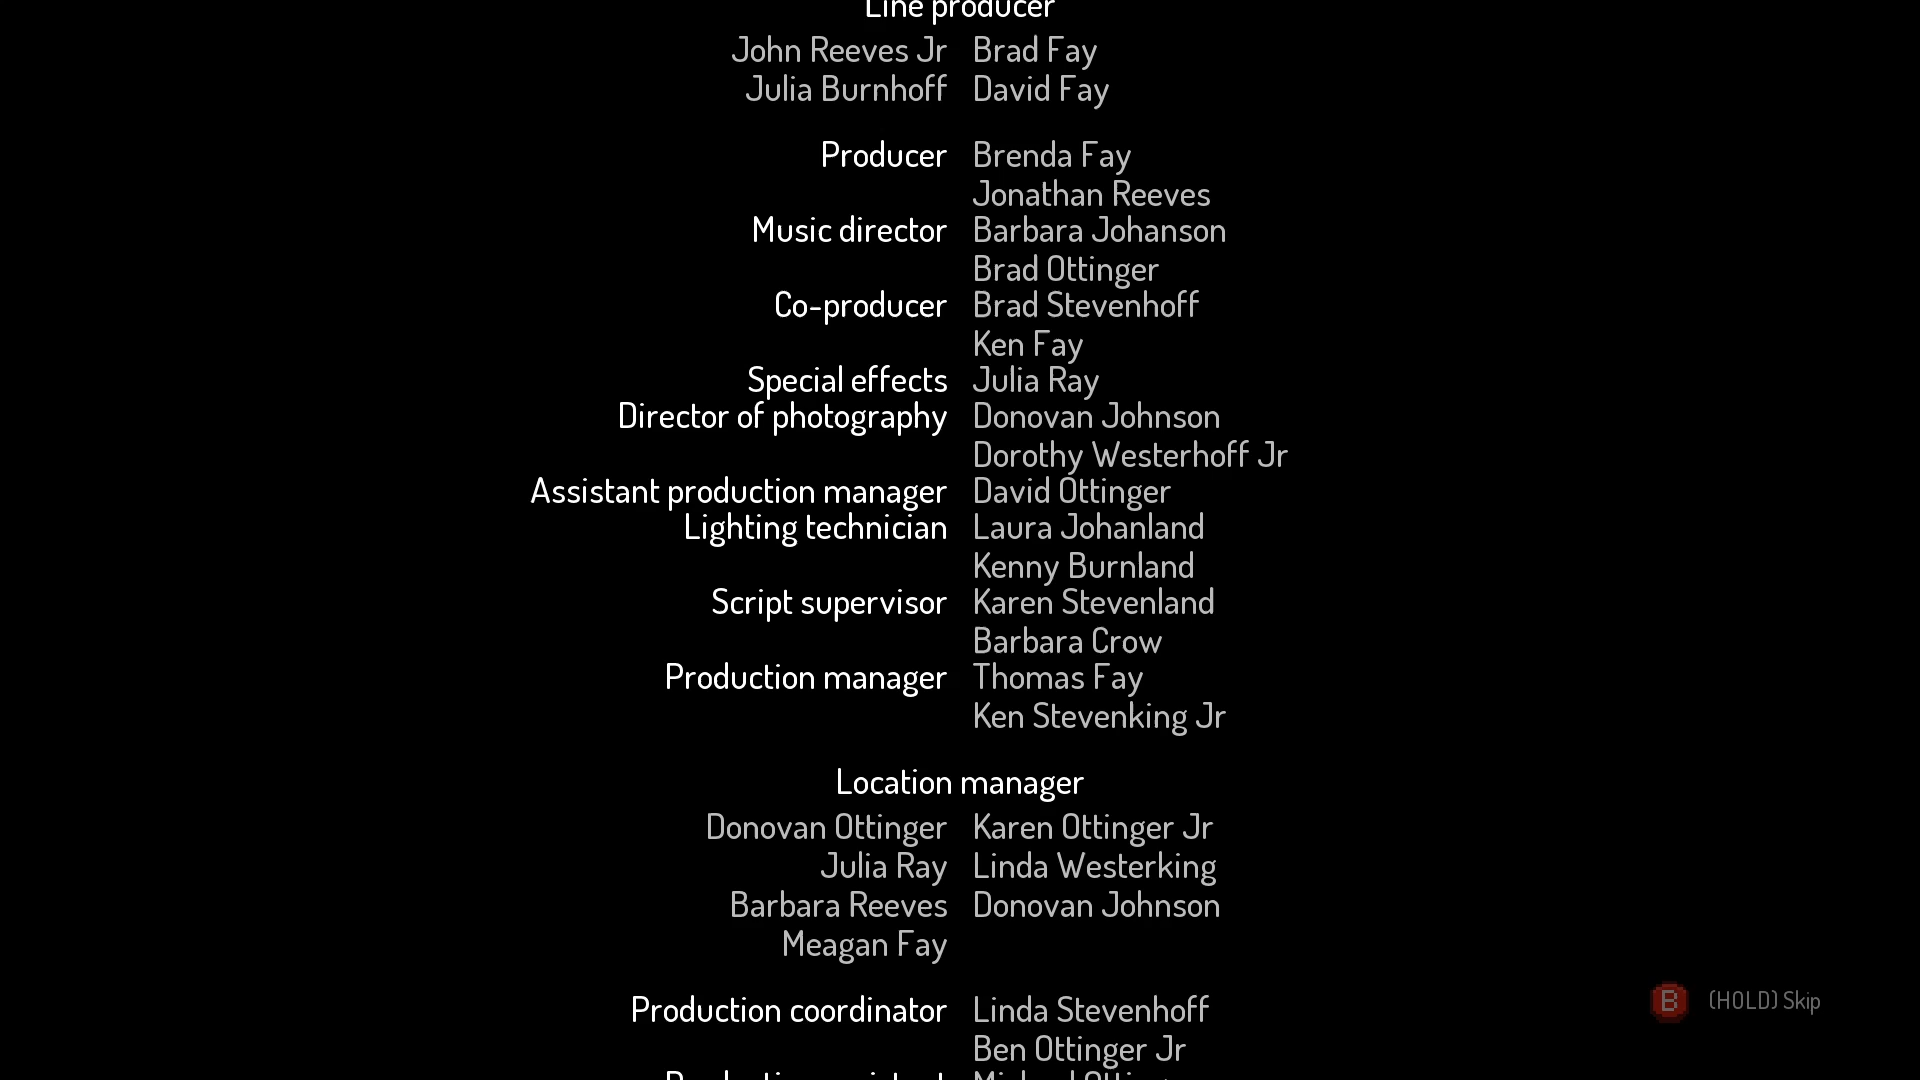 Line producer
John Reeves Jr Brad Fay
Julia Burnhoff David Fay
Producer Brenda Fay
Jonathan Reeves
Music director Barbara Johanson
Brad Ottinger
Co-producer Brad Stevenhoff
Ken Fay
Special effects Julia Ray
Director of photography Donovan Johnson
Dorothy Westerhoff Jr
Assistant production manager David Ottinger
Lighting technician Laura Johanland
Kenny Burnland
Script supervisor Karen Stevenland
Barbara Crow
Production manager Thomas Fay
Ken Stevenking Jr
Location manager
Donovan Ottinger Karen Ottinger Jr
Julia Ray Linda Westerking
Barbara Reeves Donovan Johnson
Meagan Fay
Production coordinator Linda Stevenhoff
B (HOLD) Skip
Ben Ottinger Jr